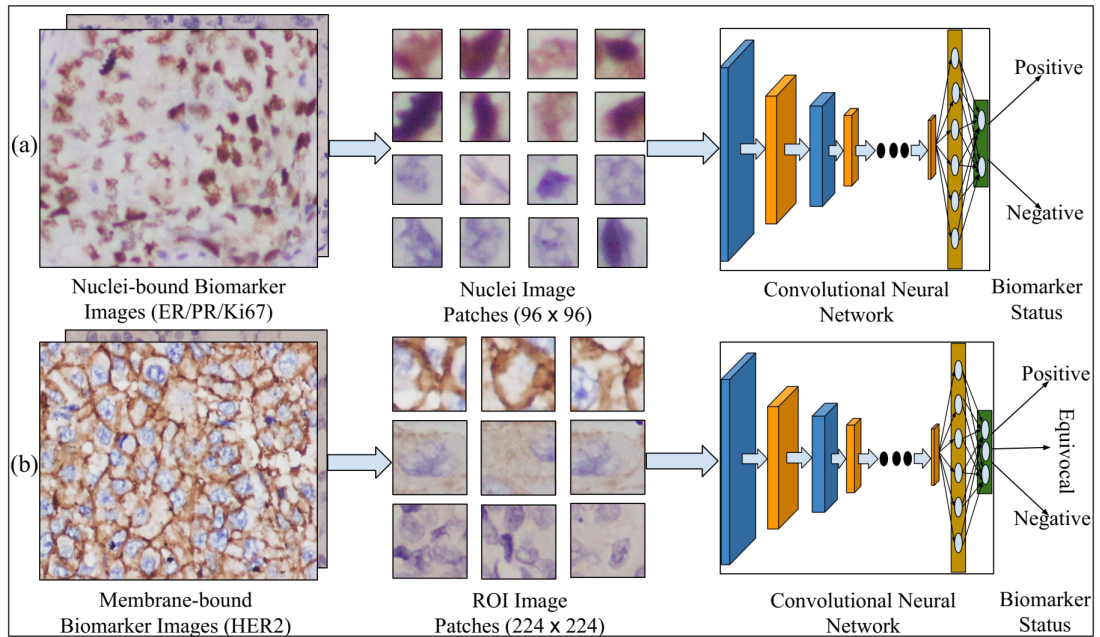 (a)
Positive
Negative
Nuclei-bound Biomarker
Images (ER/PR/Ki67)
Nuclei Image
Patches (96 x 96)
Convolutional Neural
Network
Biomarker
Status
(b)
Positive
Equivocal
Negative
Membrane-bound
Biomarker Images (HER2)
ROI Image
Patches (224 x 224)
Convolutional Neural
Network
Biomarker
Status